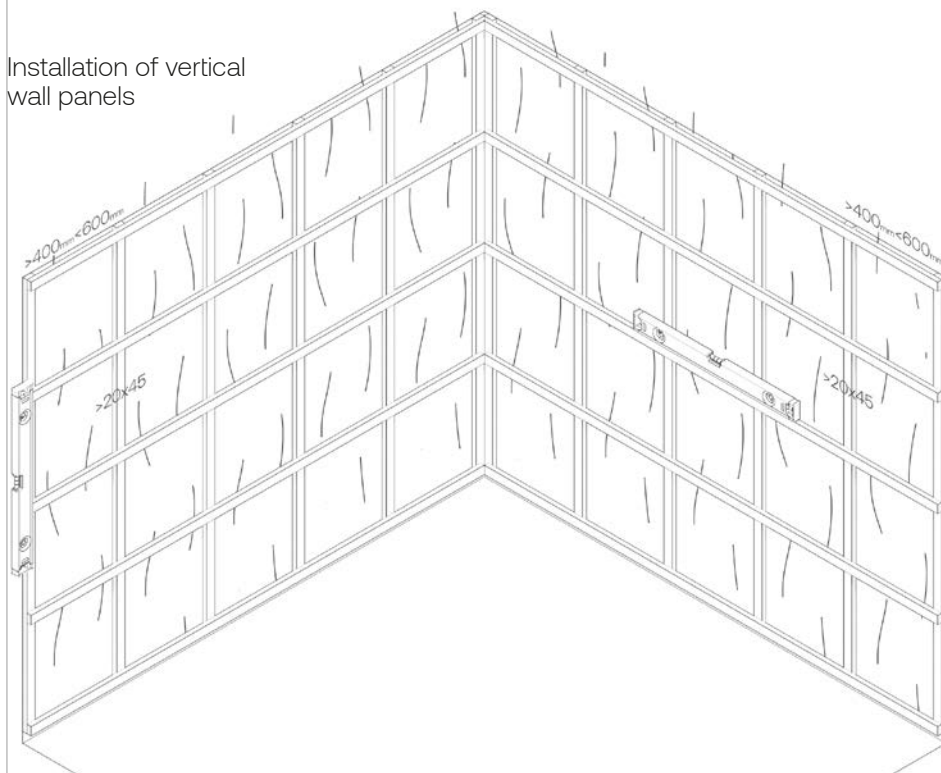 Installation of vertical
wall panels
>400mm<600mm
>400mm<600mm
>20x45
>20x45